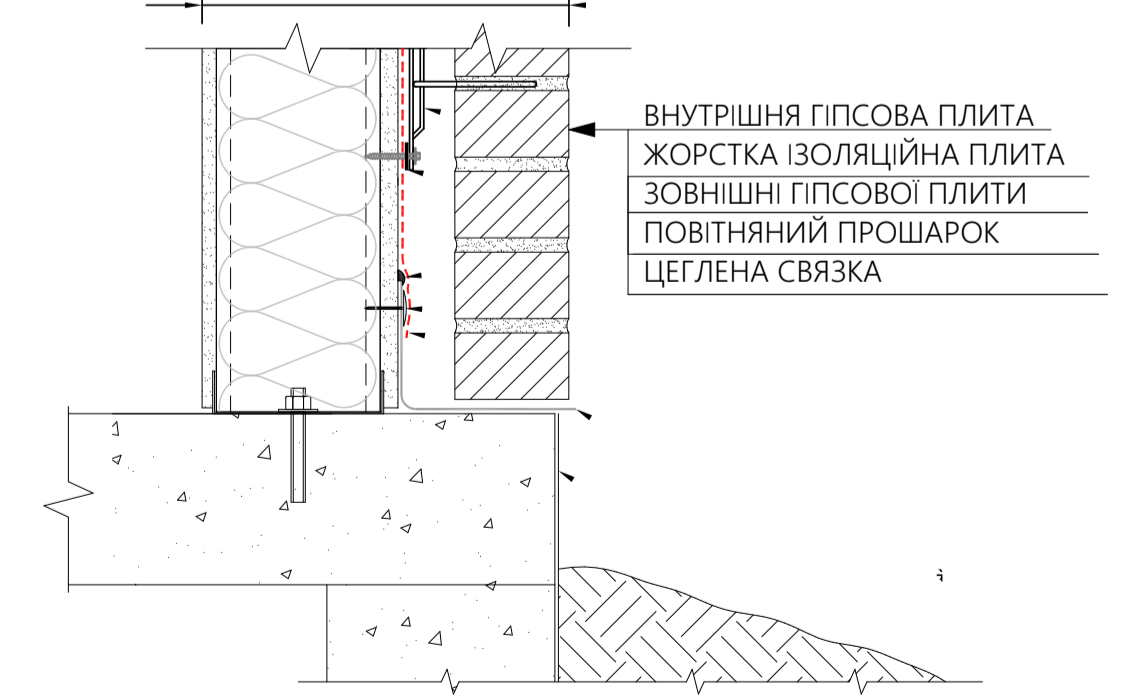 ВНУТРІШНЯ ГІПСОВА ПЛИТА
ЖОРСТКА ІЗОЛЯЦІЙНА ПЛИТА
ЗОВНІШНІ ГІПСОВОЇ ПЛИТИ
ПОВІТНЯНИЙ ПРОШАРОК
ЦЕГЛЕНА СВЯЗКА